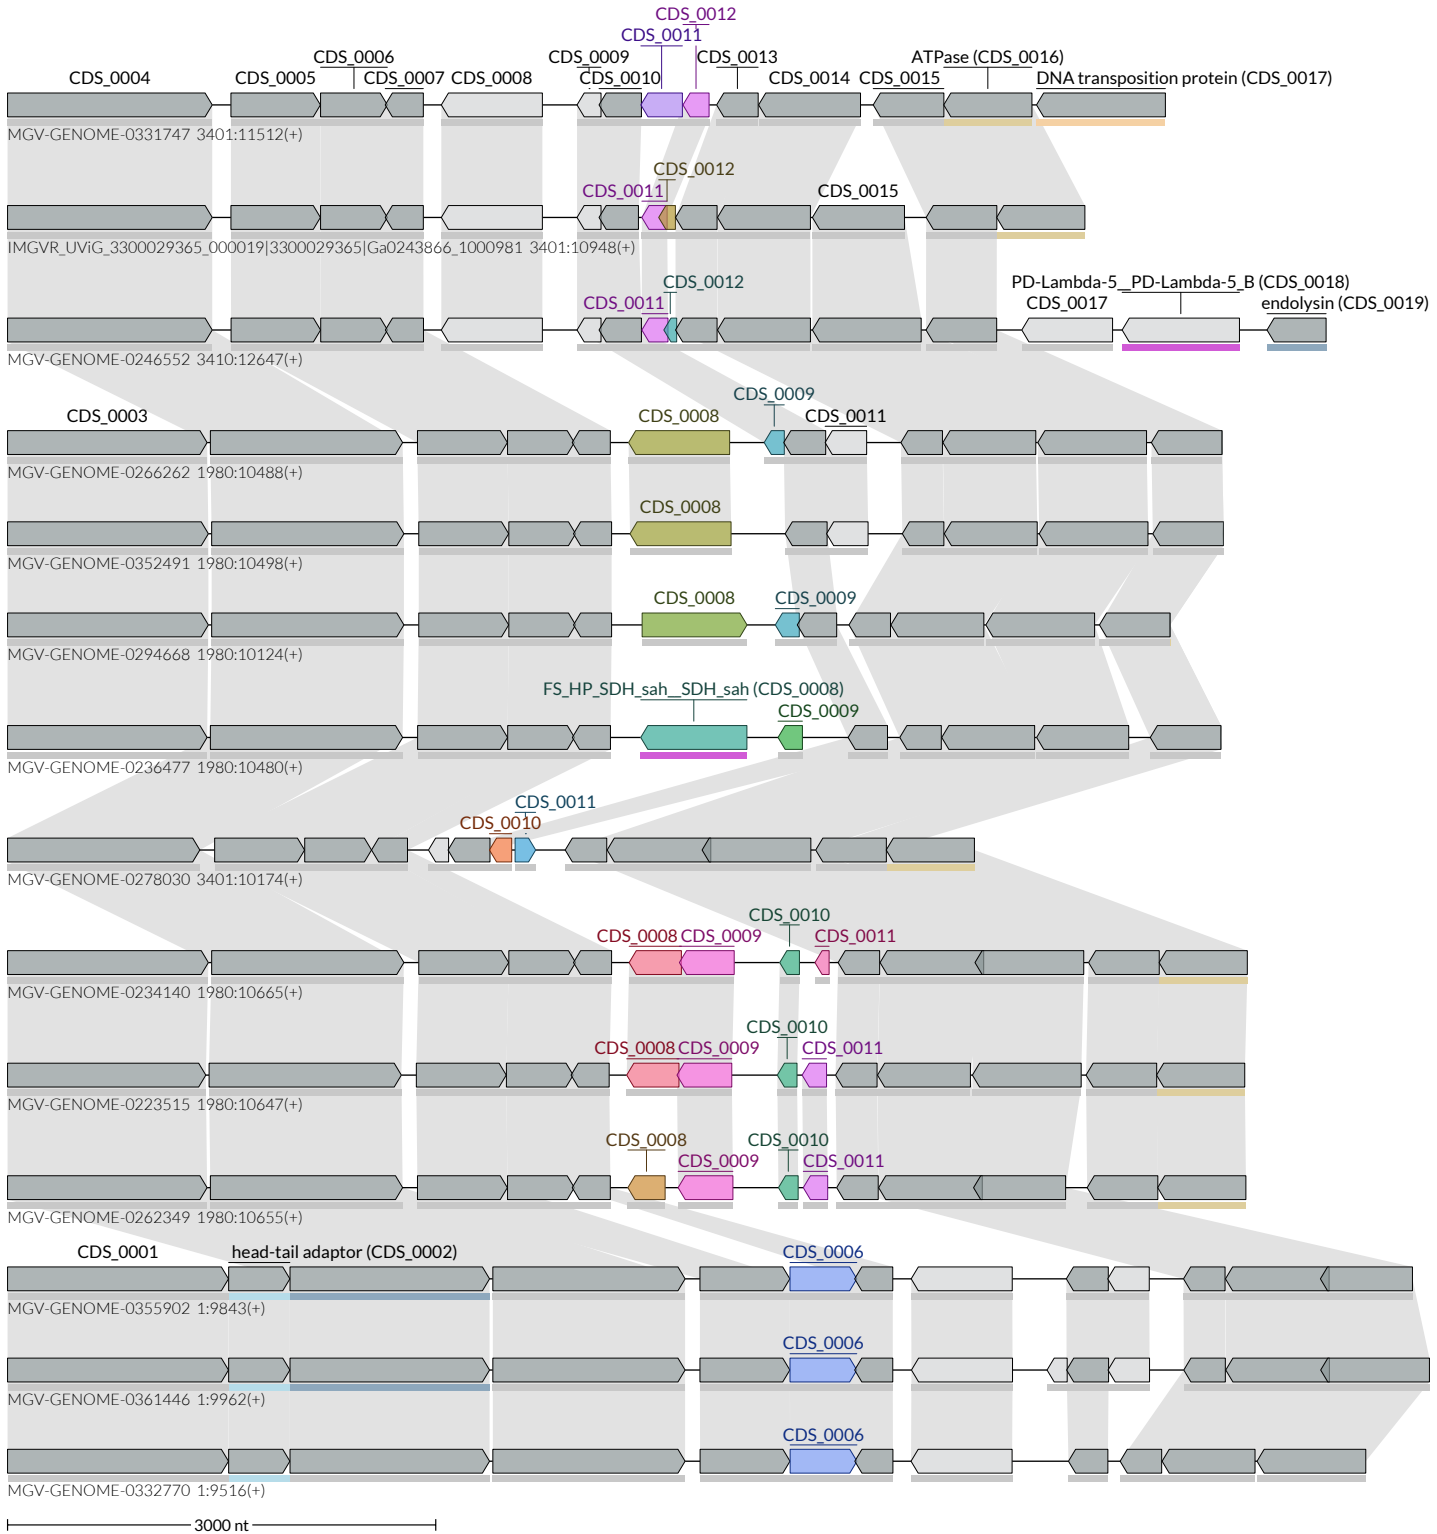 CDS_0012
CDS_0011
CDS_0006 CDS_0009 CDS_0013 ATPase (CDS_0016)
CDS_0004 CDS_0005 CDS_0007 CDS_0008 CDS_0010 CDS_0014 CDS_0015 DNA transposition protein (CDS_0017)
MGV-GENOME-0331747 3401:11512(+)
CDS_0012
CDS_0011 CDS_0015
IMGVR_UViG_3300029365_000019|3300029365|Ga0243866_1000981 3401:10948(+)
CDS_0012 PD-Lambda-5__PD-Lambda-5_B (CDS_0018)
CDS_0011 CDS_0017 endolysin (CDS_0019)
MGV-GENOME-0246552 3410:12647(+)
CDS_0009
CDS_0003 CDS_0008 CDS_0011
MGV-GENOME-0266262 1980:10488(+)
CDS_0008
MGV-GENOME-0352491 1980:10498(+)
CDS_0008 CDS_0009
MGV-GENOME-0294668 1980:10124(+)
FS_HP_SDH_sah__SDH_sah (CDS_0008)
CDS_0009
MGV-GENOME-0236477 1980:10480(+)
CDS_0011
CDS_0010
MGV-GENOME-0278030 3401:10174(+)
CDS_0010
CDS_0008 CDS_0009 CDS_0011
MGV-GENOME-0234140 1980:10665(+)
CDS_0010
CDS_0008 CDS_0009 CDS_0011
MGV-GENOME-0223515 1980:10647(+)
CDS_0008 CDS_0010
CDS_0009 CDS_0011
MGV-GENOME-0262349 1980:10655(+)
CDS_0001 head-tail adaptor (CDS_0002) CDS_0006
MGV-GENOME-0355902 1:9843(+)
CDS_0006
MGV-GENOME-0361446 1:9962(+)
CDS_0006
MGV-GENOME-0332770 1:9516(+)
3000 nt